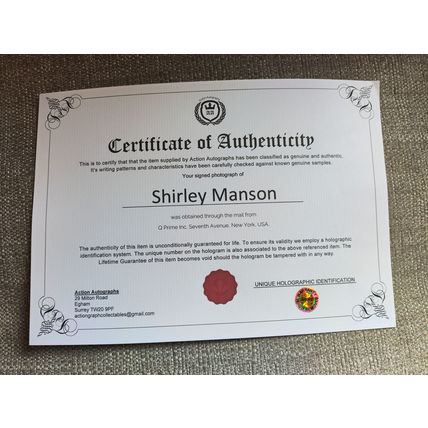 Certificate of Authenticity
This is to certify that that the item supplied by Action Autographs has been classified as genuine and authentic.
It's writing patterns and characteristics have been carefully checked against known genuine samples.
Your signed photograph of
Shirley Manson
was obtained through the mail from
Q Prime Inc. Seventh Avenue, New York, USA.
The authenticity of this item is unconditionally guaranteed for life. To ensure its validity we employ a holographic
identification system. The unique number on the hologram is also associated to the above referenced item. The
Lifetime Guarantee of this item becomes void should the hologram be tampered with in any way.
Action Autographs
29 Milton Road
Egham
Surrey TW20 9PF
actiongraphcollectables@gmail.com
UNIQUE HOLOGRAPHIC IDENTIFICATION